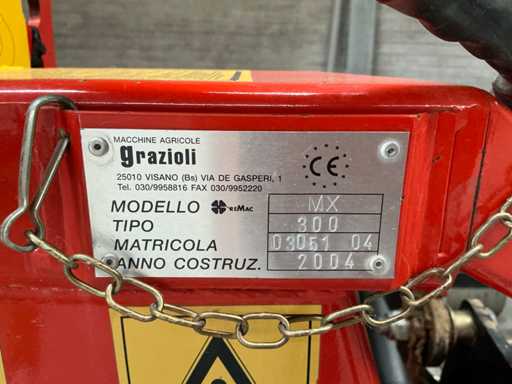 MACCHINE AGRICOLE
grazioli
25010 VISANO (Bs) VIA DE GASPERI, 1
Tel. 030/9958816 FAX 030/9952220
CE
MODELLO REMAC MX
TIPO 300
MATRICOLA 03051 04
ANNO COSTRUZ. 2004